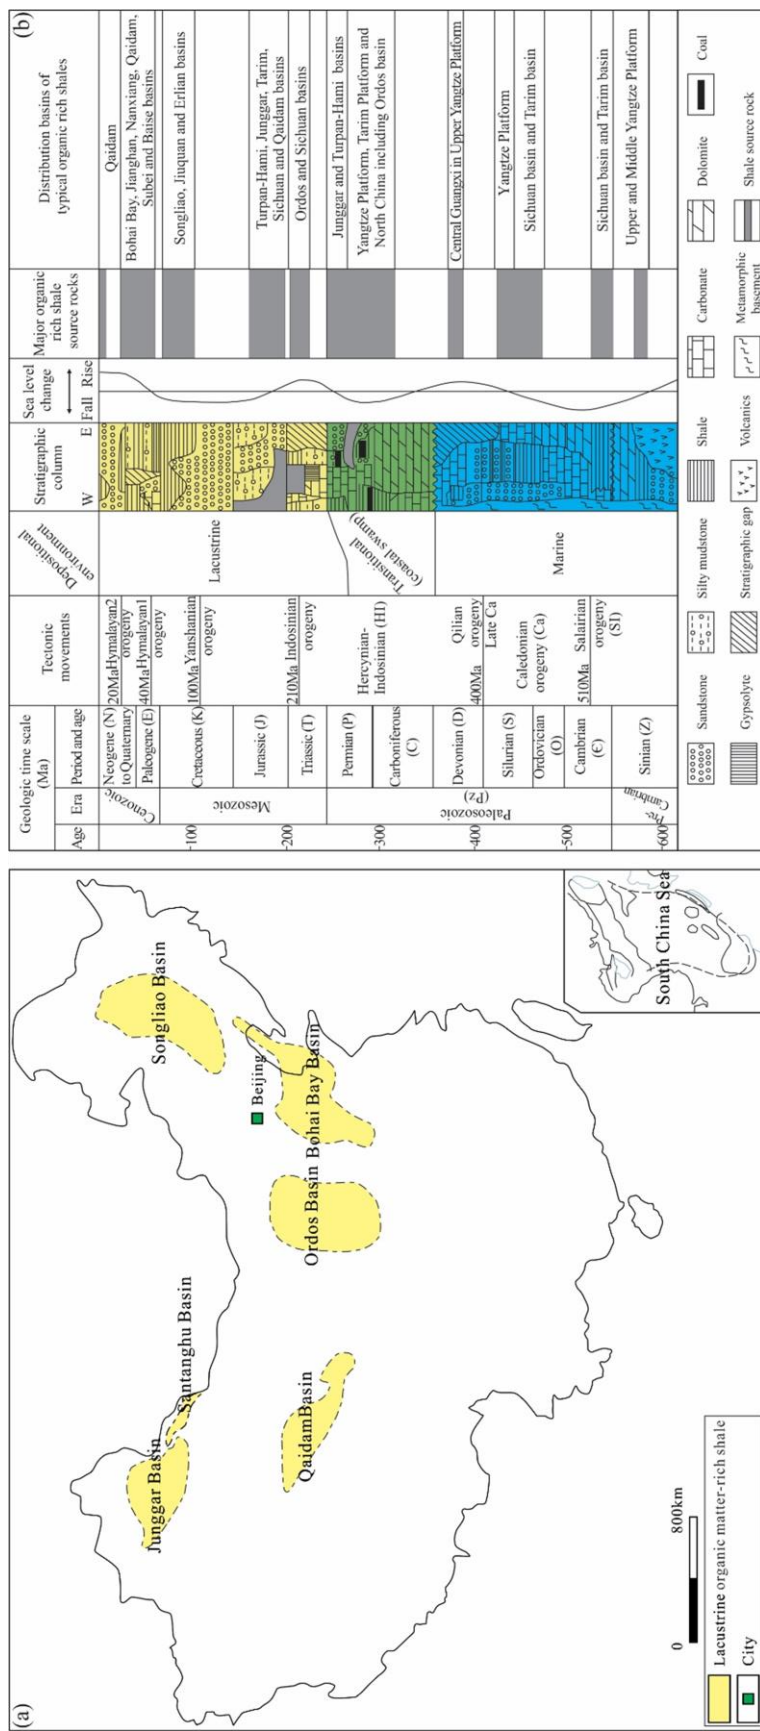 (a)
Junggar Basin
Santanghu Basin
QaidamBasin
Ordos Basin
Bohai Bay Basin
Songliao Basin
Beijing
South China Sea
0
800km
Lacustrine organic matter-rich shale
City
(b)
Geologic time scale
(Ma)
Age
Era
Period and age
Tectonic
movements
Depositional
environment
Stratigraphic
column
W
E
Sea level
change
Fall
Rise
Major organic
rich shale
source rocks
Distribution basins of
typical organic rich shales
-100
-200
-300
-400
-500
-600
Cenozoic
Mesozoic
Paleosozoic
(Pz)
Pre-
Cambrian
Neogene (N)
to Quaternary
Paleogene (E)
Cretaceous (K)
Jurassic (J)
Triassic (T)
Permian (P)
Carboniferous
(C)
Devonian (D)
Silurian (S)
Ordovician
(O)
Cambrian
(Є)
Sinian (Z)
20Ma
Hymalayan2
orogeny
40Ma
Hymalayan1
orogeny
100Ma
Yanshanian
orogeny
210Ma
Indosinian
orogeny
Hercynian-
Indosinian (HI)
Qilian
orogeny
400Ma
Late Ca
Caledonian
orogeny (Ca)
510Ma
Salairian
orogeny
(SI)
Lacustrine
Transitional
(coastal swamp)
Marine
Qaidam
Bohai Bay, Jianghan, Nanxiang, Qaidam,
Subei and Baise basins
Songliao, Jiuquan and Erlian basins
Turpan-Hami, Junggar, Tarim,
Sichuan and Qaidam basins
Ordos and Sichuan basins
Junggar and Turpan-Hami basins
Yangtze Platform, Tarim Platform and
North China including Ordos basin
Central Guangxi in Upper Yangtze Platform
Yangtze Platform
Sichuan basin and Tarim basin
Sichuan basin and Tarim basin
Upper and Middle Yangtze Platform
Sandstone
Silty mudstone
Shale
Carbonate
Dolomite
Coal
Gypsolyte
Stratigraphic gap
Volcanics
Metamorphic
basement
Shale source rock